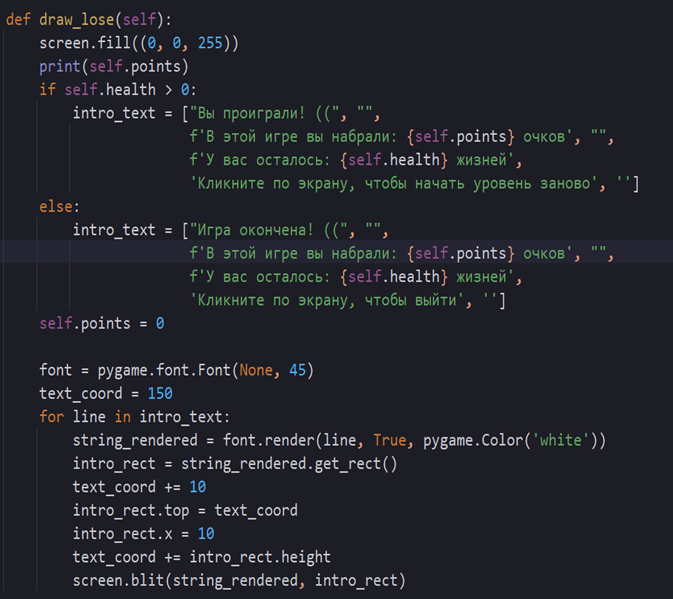 def draw_lose(self):
    screen.fill((0, 0, 255))
    print(self.points)
    if self.health > 0:
        intro_text = ["Вы проиграли! ((", "",
                      f'В этой игре вы набрали: {self.points} очков', "",
                      f'У вас осталось: {self.health} жизней',
                      'Кликните по экрану, чтобы начать уровень заново', '']
    else:
        intro_text = ["Игра окончена! ((", "",
                      f'В этой игре вы набрали: {self.points} очков', "",
                      f'У вас осталось: {self.health} жизней',
                      'Кликните по экрану, чтобы выйти', '']
    self.points = 0

    font = pygame.font.Font(None, 45)
    text_coord = 150
    for line in intro_text:
        string_rendered = font.render(line, True, pygame.Color('white'))
        intro_rect = string_rendered.get_rect()
        text_coord += 10
        intro_rect.top = text_coord
        intro_rect.x = 10
        text_coord += intro_rect.height
        screen.blit(string_rendered, intro_rect)